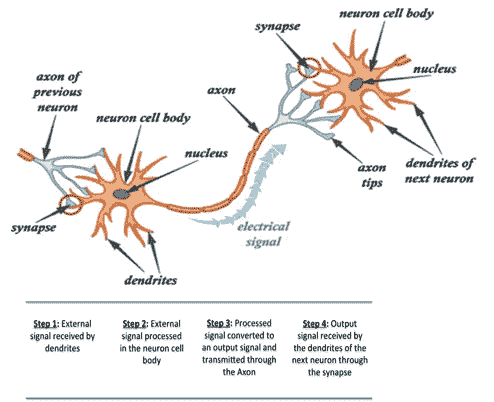 neuron cell body
synapse
nucleus
axon of
previous
neuron
axon
neuron cell body
nucleus
dendrites of
next neuron
axon
tips
synapse
electrical
signal
dendrites
Step 1: External
signal received by
dendrites
Step 2: External
signal processed
in the neuron cell
body
Step 3: Processed
signal converted to
an output signal and
transmitted through
the Axon
Step 4: Output
signal received by
the dendrites of the
next neuron through
the synapse